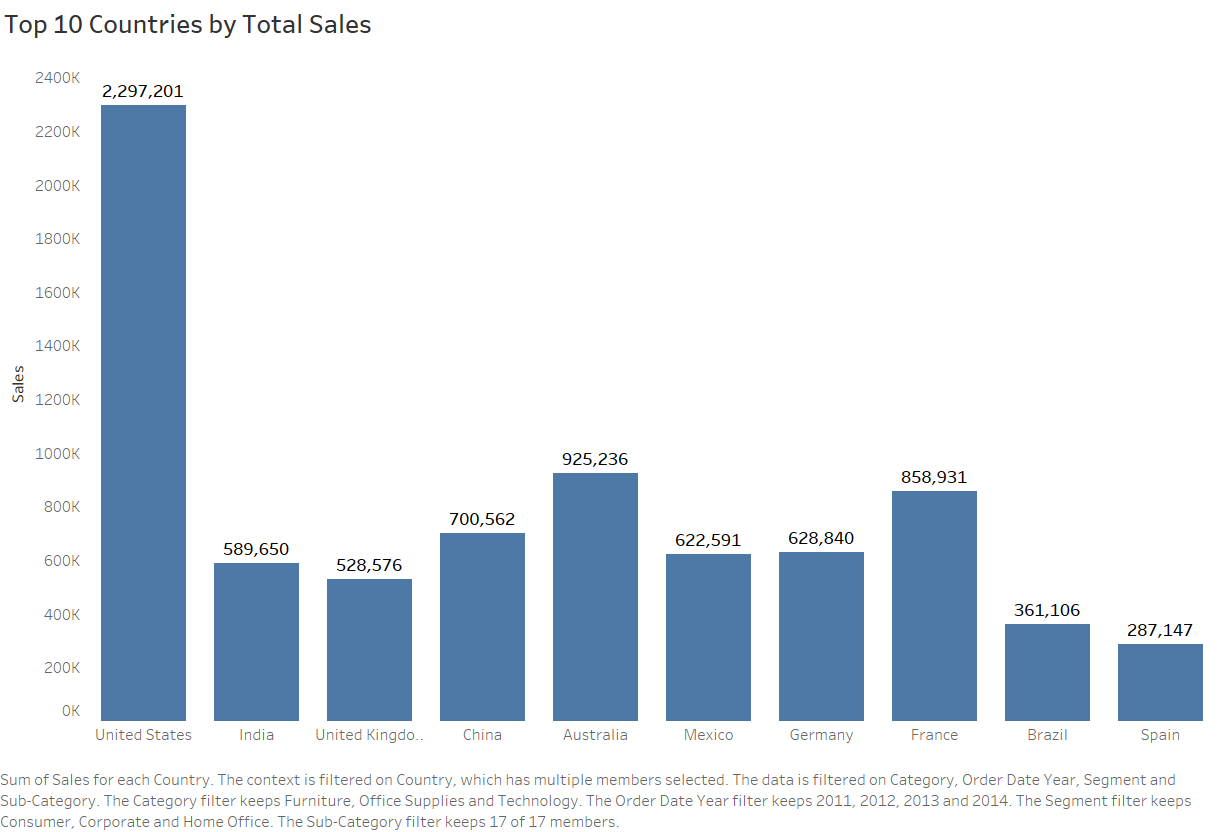 Top 10 Countries by Total Sales
2400K
2200K
2000K
1800K
1600K
1400K
1200K
1000K
800K
600K
400K
200K
0K
Sales
2,297,201
589,650
528,576
700,562
925,236
622,591
628,840
858,931
361,106
287,147
United States
India
United Kingdo..
China
Australia
Mexico
Germany
France
Brazil
Spain
Sum of Sales for each Country. The context is filtered on Country, which has multiple members selected. The data is filtered on Category, Order Date Year, Segment and
Sub-Category. The Category filter keeps Furniture, Office Supplies and Technology. The Order Date Year filter keeps 2011, 2012, 2013 and 2014. The Segment filter keeps
Consumer, Corporate and Home Office. The Sub-Category filter keeps 17 of 17 members.